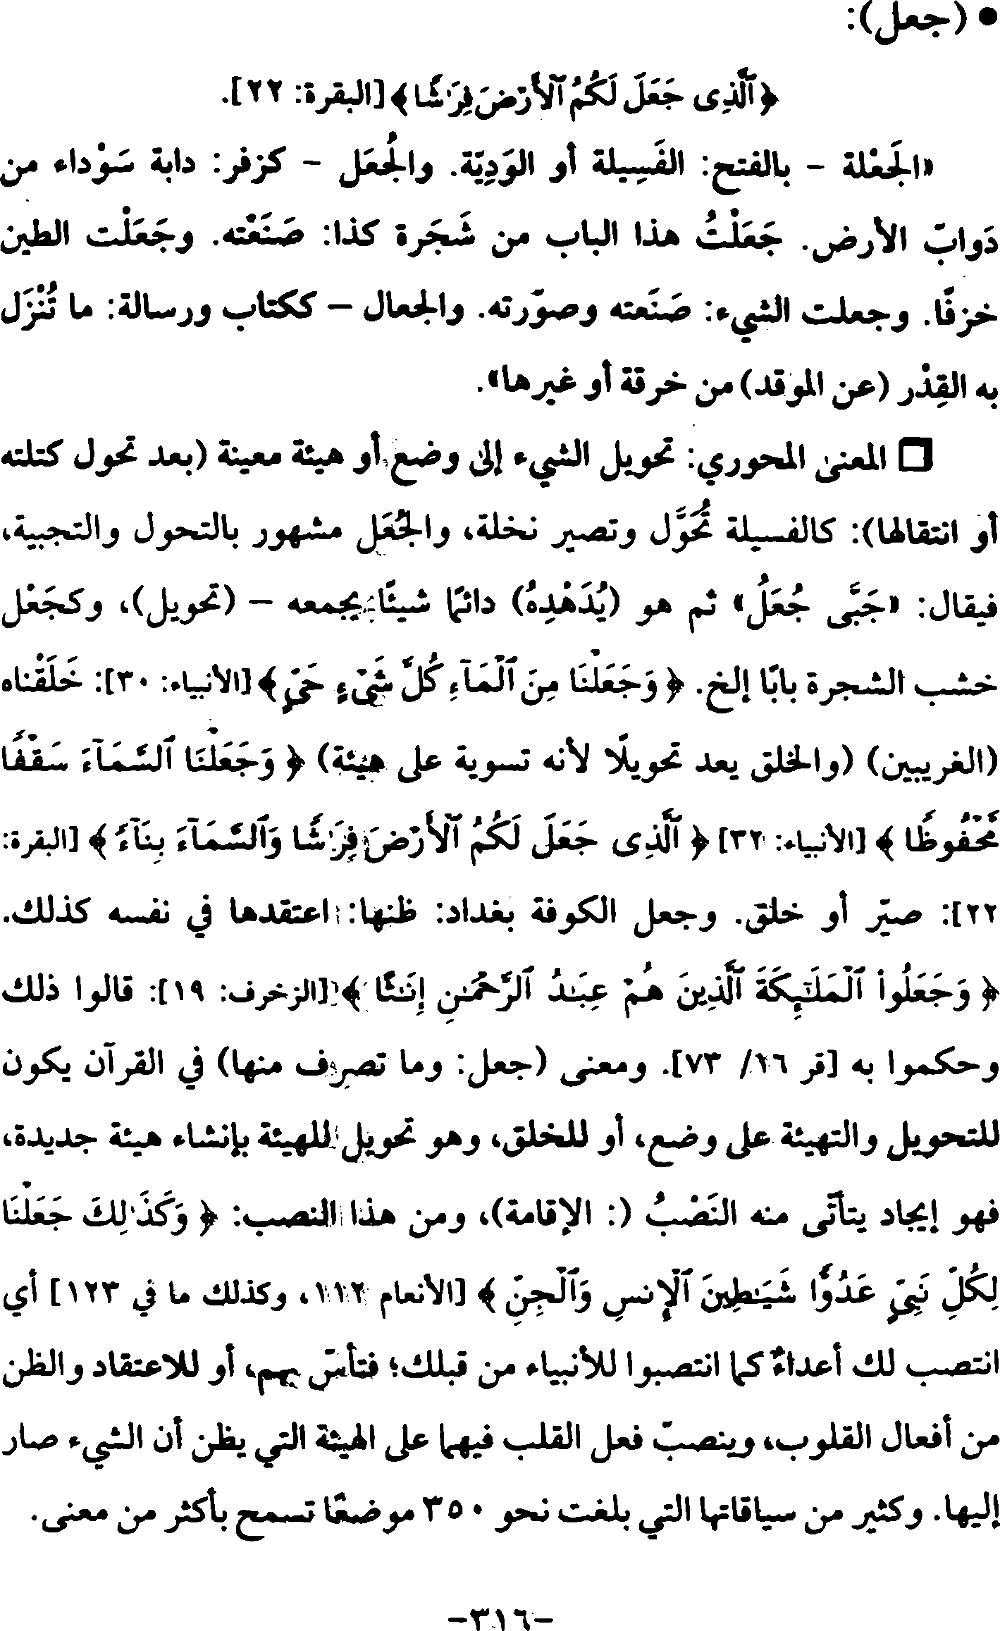 • (جعل):
﴿ٱلَّذِى جَعَلَ لَكُمُ ٱلْأَرْضَ فِرَٰشًا﴾ [البقرة: ٢٢].
«الجَعْلة – بالفتح: الفَسِيلة أو الوَدِيّة. والجُعَل – كزفر: دابة سَوْداء من
دَوابّ الأرض. جَعَلْتُ هذا الباب من شَجَرة كذا: صَنَعْته. وجَعَلْت الطين
خزفًا. وجعلت الشيء: صَنَعته وصوّرته. والجعال – ككتاب ورسالة: ما تُنْزَل
به القِدْر (عن الموقد) من خرقة أو غيرها».
❑ المعنى المحوري: تحويل الشيء إلى وضع أو هيئة معينة (بعد تحول كتلته
أو انتقالها): كالفسيلة تُحَوَّل وتصير نخلة، والجُعَل مشهور بالتحول والتجبية،
فيقال: «جَبَّى جُعَلُ» ثم هو (يُدَهْدِهُ) دائمًا شيئًا يجمعه – (تحويل)، وكجَعْل
خشب الشجرة بابًا إلخ. ﴿وَجَعَلْنَا مِنَ ٱلْمَآءِ كُلَّ شَىْءٍ حَىٍّ﴾ [الأنبياء: ٣٠]: خَلَقْناه
(الغريبين) (والخلق يعد تحويلًا لأنه تسوية على هيئة) ﴿وَجَعَلْنَا ٱلسَّمَآءَ سَقْفًا
مَّحْفُوظًا﴾ [الأنبياء: ٣٢] ﴿ٱلَّذِى جَعَلَ لَكُمُ ٱلْأَرْضَ فِرَٰشًا وَٱلسَّمَآءَ بِنَآءً﴾ [البقرة:
٢٢]: صيّر أو خلق. وجعل الكوفة بغداد: ظنها: اعتقدها في نفسه كذلك.
﴿وَجَعَلُوا۟ ٱلْمَلَٰٓئِكَةَ ٱلَّذِينَ هُمْ عِبَٰدُ ٱلرَّحْمَٰنِ إِنَٰثًا﴾ [الزخرف: ١٩]: قالوا ذلك
وحكموا به [قر ١٦/ ٧٣]. ومعنى (جعل: وما تصرف منها) في القرآن يكون
للتحويل والتهيئة على وضع، أو للخلق، وهو تحويل للهيئة بإنشاء هيئة جديدة،
فهو إيجاد يتأتّى منه النَصْبُ (: الإقامة)، ومن هذا النصب: ﴿وَكَذَٰلِكَ جَعَلْنَا
لِكُلِّ نَبِىٍّ عَدُوًّا شَيَٰطِينَ ٱلْإِنسِ وَٱلْجِنِّ﴾ [الأنعام ١١٢، وكذلك ما في ١٢٣] أي
انتصب لك أعداءٌ كما انتصبوا للأنبياء من قبلك؛ فتأسّ بهم، أو للاعتقاد والظن
من أفعال القلوب، وينصبّ فعل القلب فيهما على الهيئة التي يظن أن الشيء صار
إليها. وكثير من سياقاتها التي بلغت نحو ٣٥٠ موضعًا تسمح بأكثر من معنى.
-٣١٦-